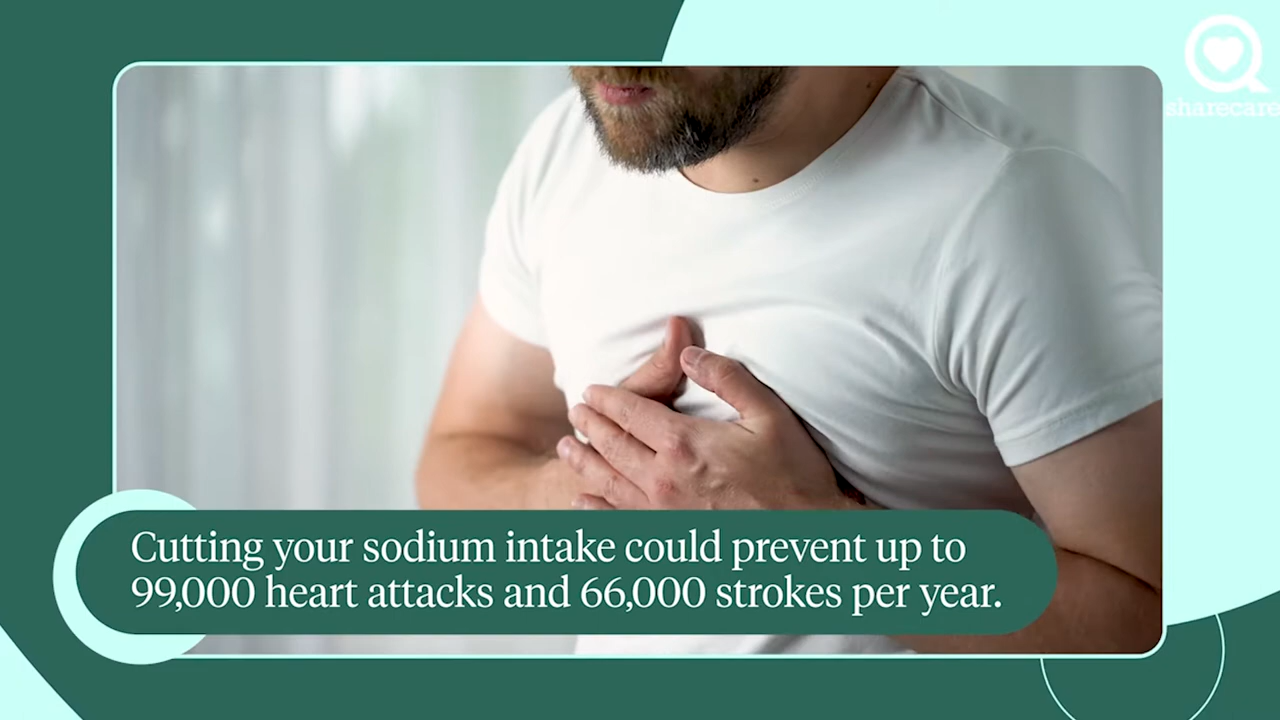 sharecare
Cutting your sodium intake could prevent up to
99,000 heart attacks and 66,000 strokes per year.